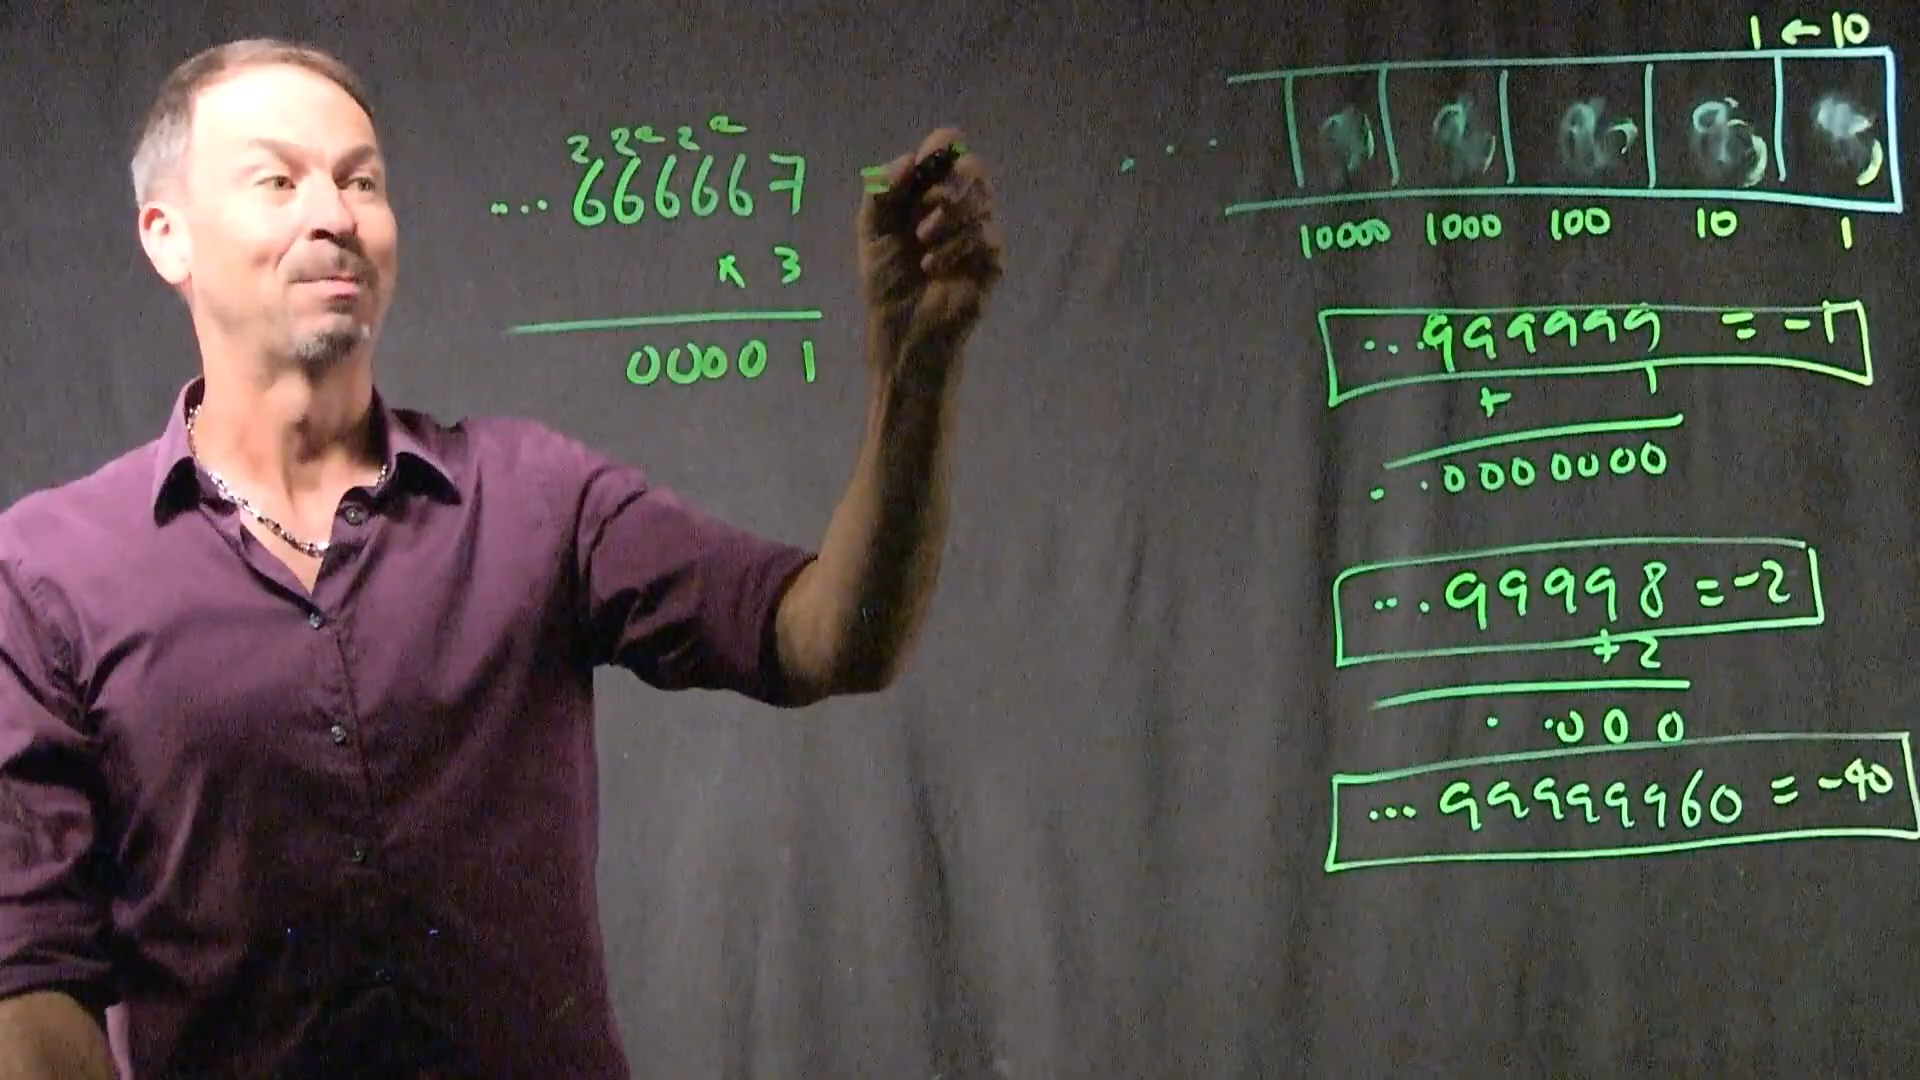 2 2 2 2 2
...666667 =
x 3
00001
1 ← 10
...
10000 1000 100 10 1
...999999 = -1
+ 1
..0000000
...99998 = -2
+2
..000
...99999960 = -40